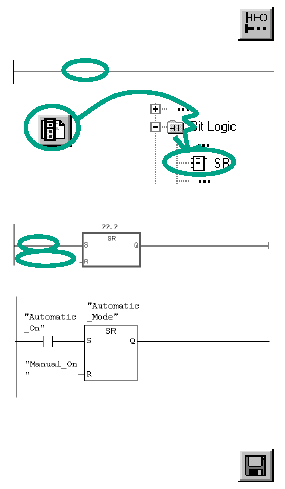 Bit Logic
SR
??.?
SR
S Q
R
"Automatic
_Mode"
"Automatic
_On"
SR
S Q
"Manual_On
"
R